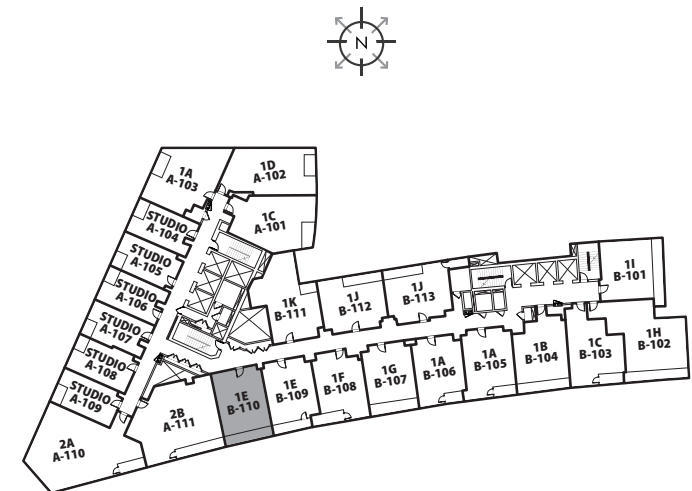 N
1A
A-103
1D
A-102
1C
A-101
STUDIO
A-104
STUDIO
A-105
STUDIO
A-106
STUDIO
A-107
STUDIO
A-108
STUDIO
A-109
2A
A-110
2B
A-111
1E
B-110
1E
B-109
1F
B-108
1G
B-107
1A
B-106
1A
B-105
1B
B-104
1C
B-103
1H
B-102
1I
B-101
1K
B-111
1J
B-112
1J
B-113